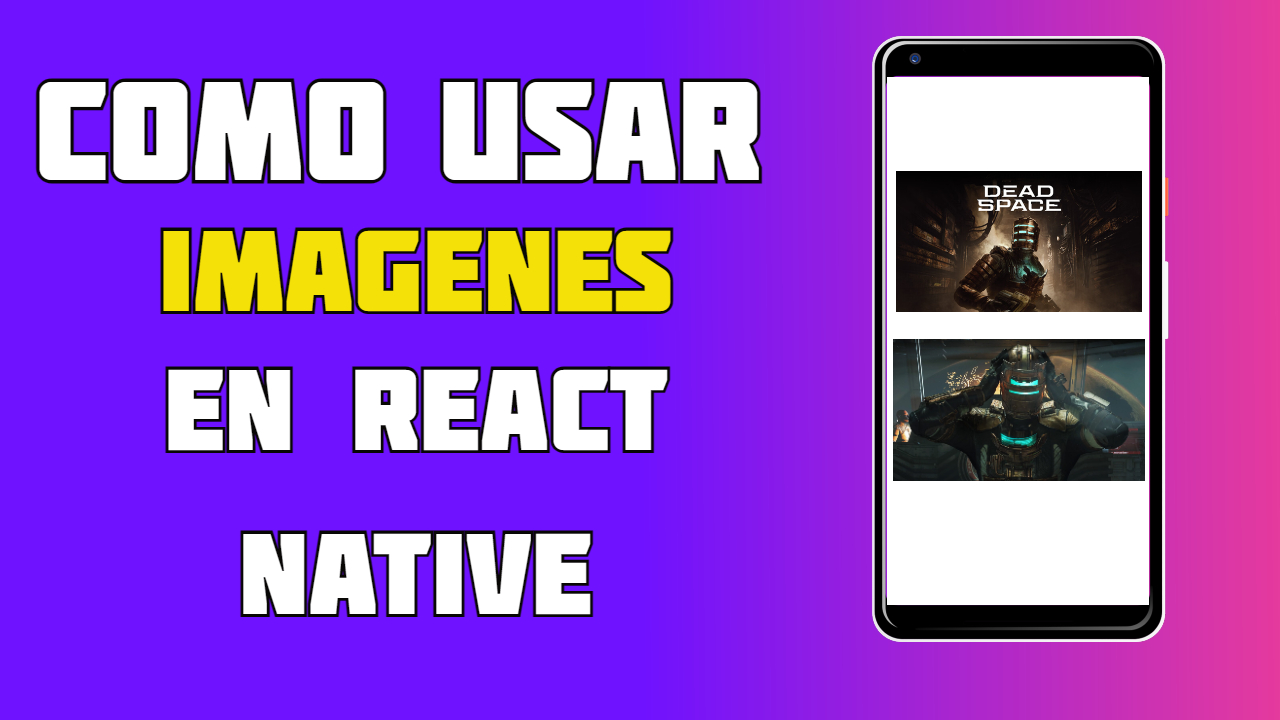 COMO USAR
IMAGENES
EN REACT
NATIVE
DEAD
SPACE